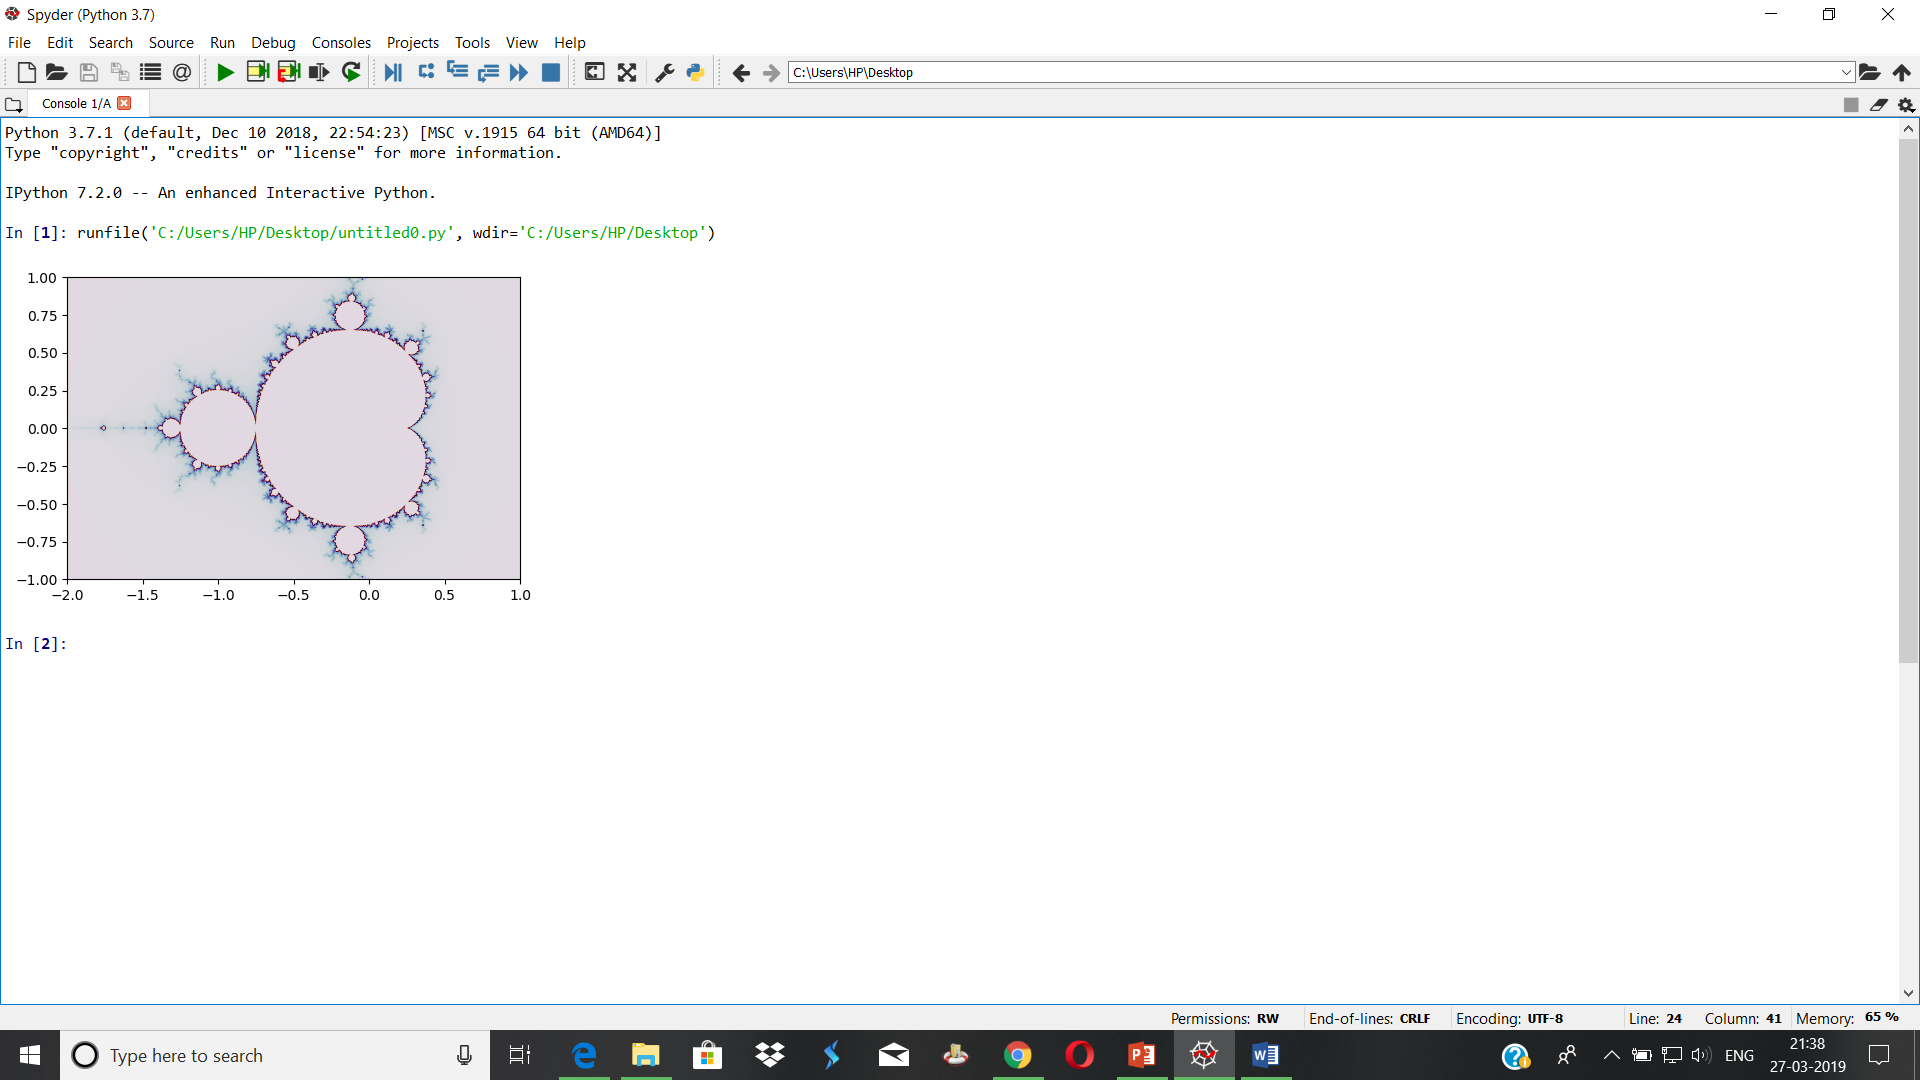 Spyder (Python 3.7)
File Edit Search Source Run Debug Consoles Projects Tools View Help
C:\Users\HP\Desktop
Console 1/A
Python 3.7.1 (default, Dec 10 2018, 22:54:23) [MSC v.1915 64 bit (AMD64)]
Type "copyright", "credits" or "license" for more information.
IPython 7.2.0 -- An enhanced Interactive Python.
In [1]: runfile('C:/Users/HP/Desktop/untitled0.py', wdir='C:/Users/HP/Desktop')
1.00
0.75
0.50
0.25
0.00
−0.25
−0.50
−0.75
−1.00
−2.0 −1.5 −1.0 −0.5 0.0 0.5 1.0
In [2]:
Permissions: RW End-of-lines: CRLF Encoding: UTF-8 Line: 24 Column: 41 Memory: 65 %
Type here to search
ENG
21:38
27-03-2019